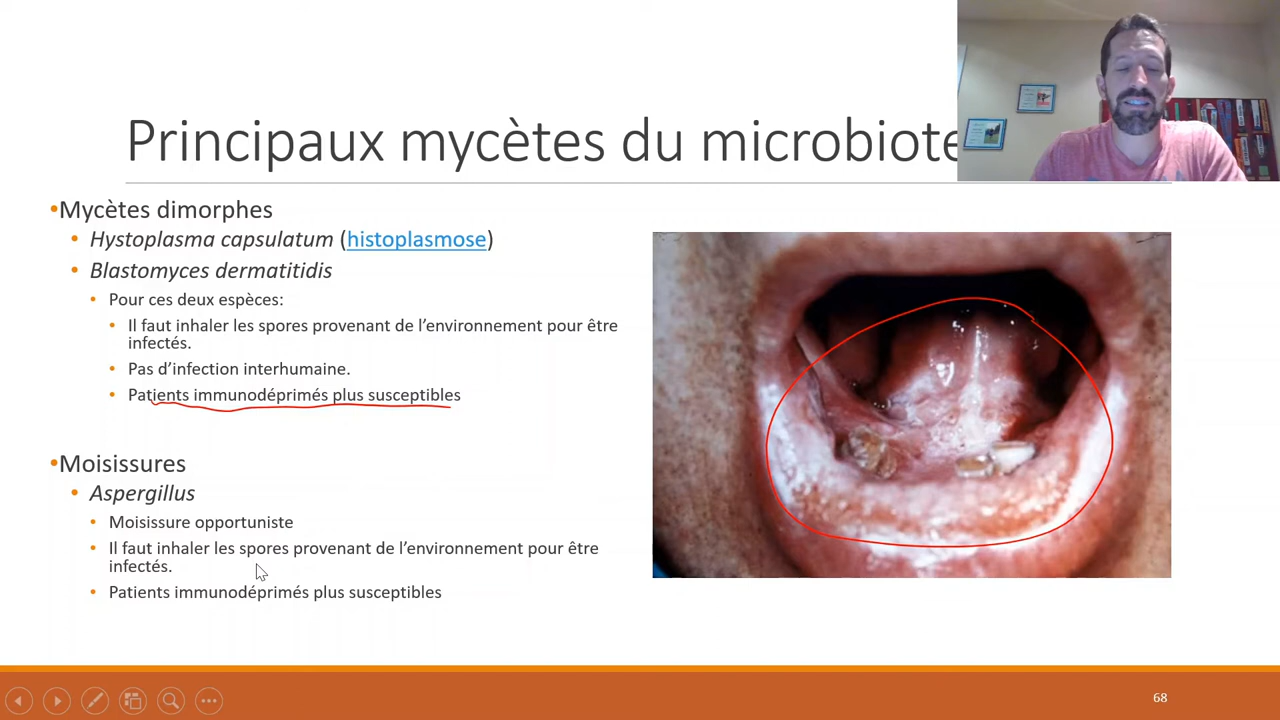 Principaux mycètes du microbiote
•Mycètes dimorphes
• Hystoplasma capsulatum (histoplasmose)
• Blastomyces dermatitidis
• Pour ces deux espèces:
• Il faut inhaler les spores provenant de l’environnement pour être
infectés.
• Pas d’infection interhumaine.
• Patients immunodéprimés plus susceptibles
•Moisissures
• Aspergillus
• Moisissure opportuniste
• Il faut inhaler les spores provenant de l’environnement pour être
infectés.
• Patients immunodéprimés plus susceptibles
68